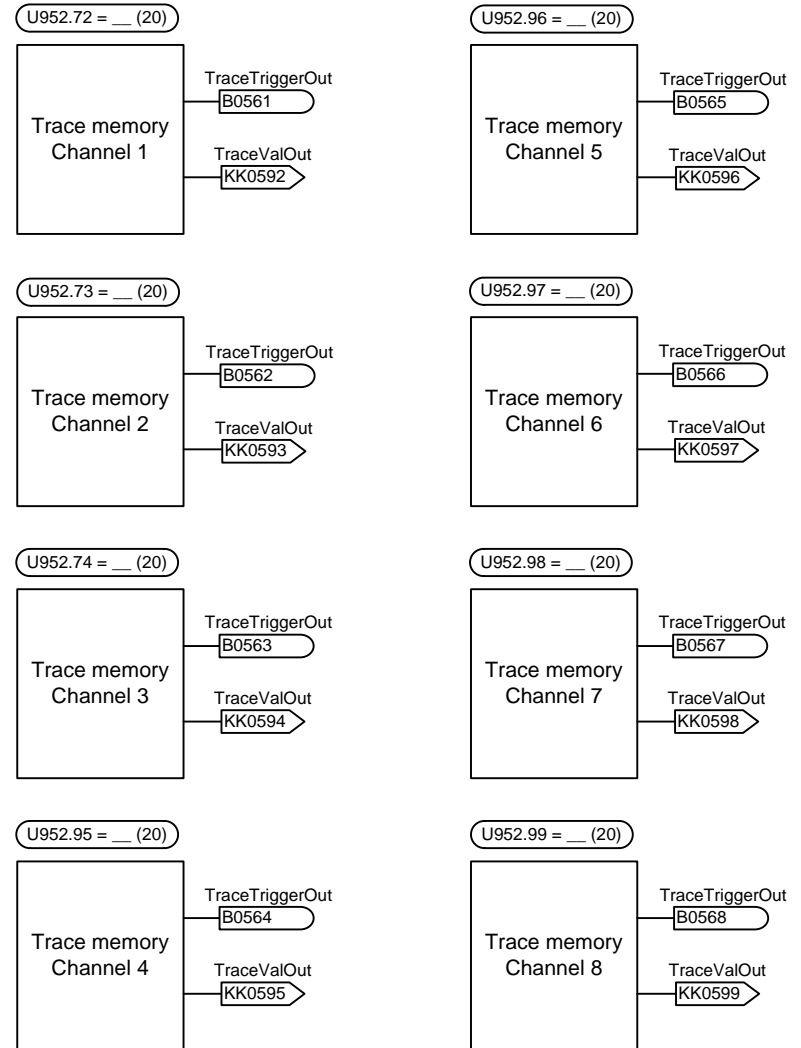 U952.72 = __ (20)
TraceTriggerOut
B0561
Trace memory
Channel 1
TraceValOut
KK0592
U952.96 = __ (20)
TraceTriggerOut
B0565
Trace memory
Channel 5
TraceValOut
KK0596
U952.73 = __ (20)
TraceTriggerOut
B0562
Trace memory
Channel 2
TraceValOut
KK0593
U952.97 = __ (20)
TraceTriggerOut
B0566
Trace memory
Channel 6
TraceValOut
KK0597
U952.74 = __ (20)
TraceTriggerOut
B0563
Trace memory
Channel 3
TraceValOut
KK0594
U952.98 = __ (20)
TraceTriggerOut
B0567
Trace memory
Channel 7
TraceValOut
KK0598
U952.95 = __ (20)
TraceTriggerOut
B0564
Trace memory
Channel 4
TraceValOut
KK0595
U952.99 = __ (20)
TraceTriggerOut
B0568
Trace memory
Channel 8
TraceValOut
KK0599